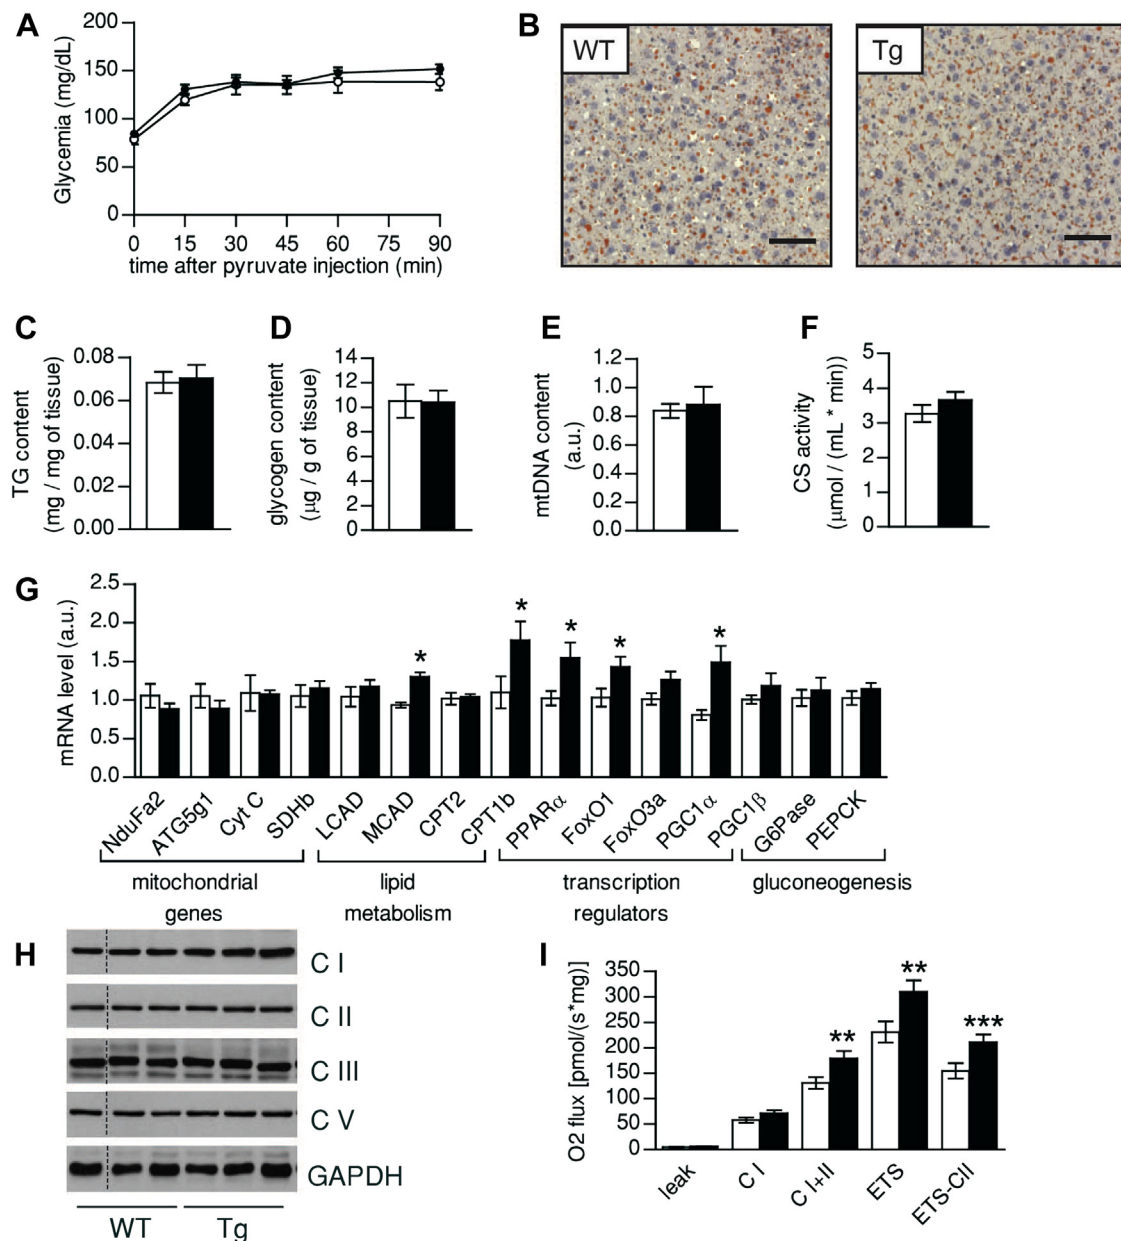 A
Glycemia (mg/dL)
200
150
100
50
0
0 15 30 45 60 75 90
time after pyruvate injection (min)
B
WT
Tg
C
TG content
(mg / mg of tissue)
0.08
0.06
0.04
0.02
0.00
D
glycogen content
(µg / g of tissue)
14
12
10
8
6
4
2
0
E
mtDNA content
(a.u.)
1.2
1.0
0.8
0.6
0.4
0.2
0.0
F
CS activity
(µmol / (mL * min))
5
4
3
2
1
0
G
mRNA level (a.u.)
2.5
2.0
1.5
1.0
0.5
0.0
* * * * *
NduFa2
ATG5g1
Cyt C
SDHb
LCAD
MCAD
CPT2
CPT1b
PPARα
FoxO1
FoxO3a
PGC1α
PGC1β
G6Pase
PEPCK
mitochondrial
genes
lipid
metabolism
transcription
regulators
gluconeogenesis
H
C I
C II
C III
C V
GAPDH
WT
Tg
I
O2 flux [pmol/(s*mg)]
350
300
250
200
150
100
50
0
** ** ***
leak
C I
C I+II
ETS
ETS-CII